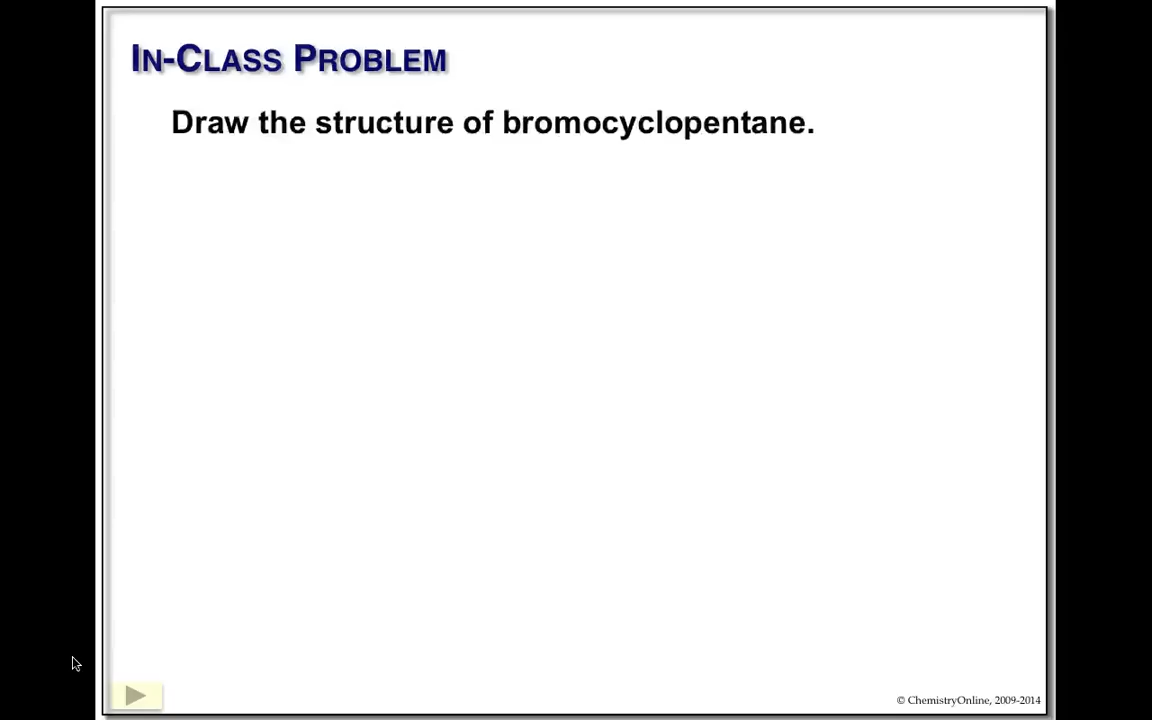 IN-CLASS PROBLEM
Draw the structure of bromocyclopentane.
© ChemistryOnline, 2009-2014